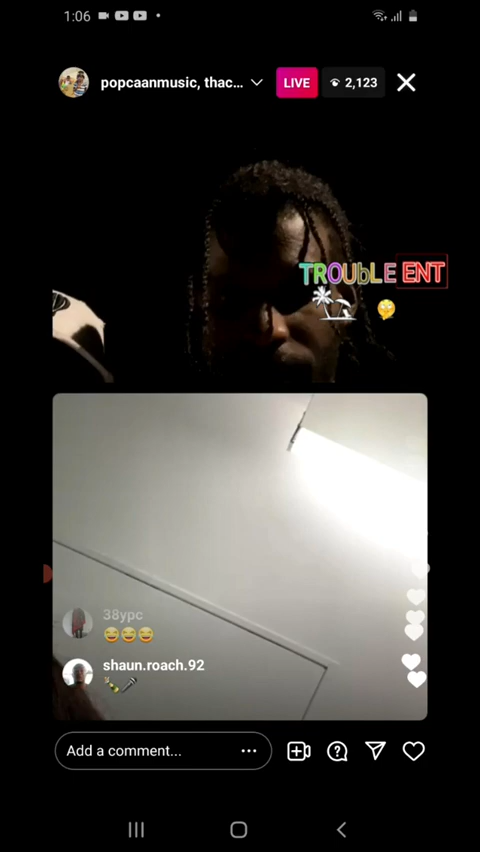 1:06
popcaanmusic, thac...
LIVE
2,123
TROUbLE ENT
38ypc
shaun.roach.92
Add a comment...